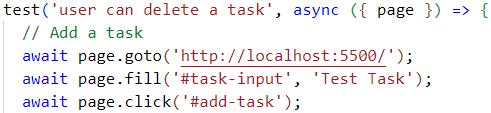 test('user can delete a task', async ({ page }) => {
  // Add a task
  await page.goto('http://localhost:5500/');
  await page.fill('#task-input', 'Test Task');
  await page.click('#add-task');